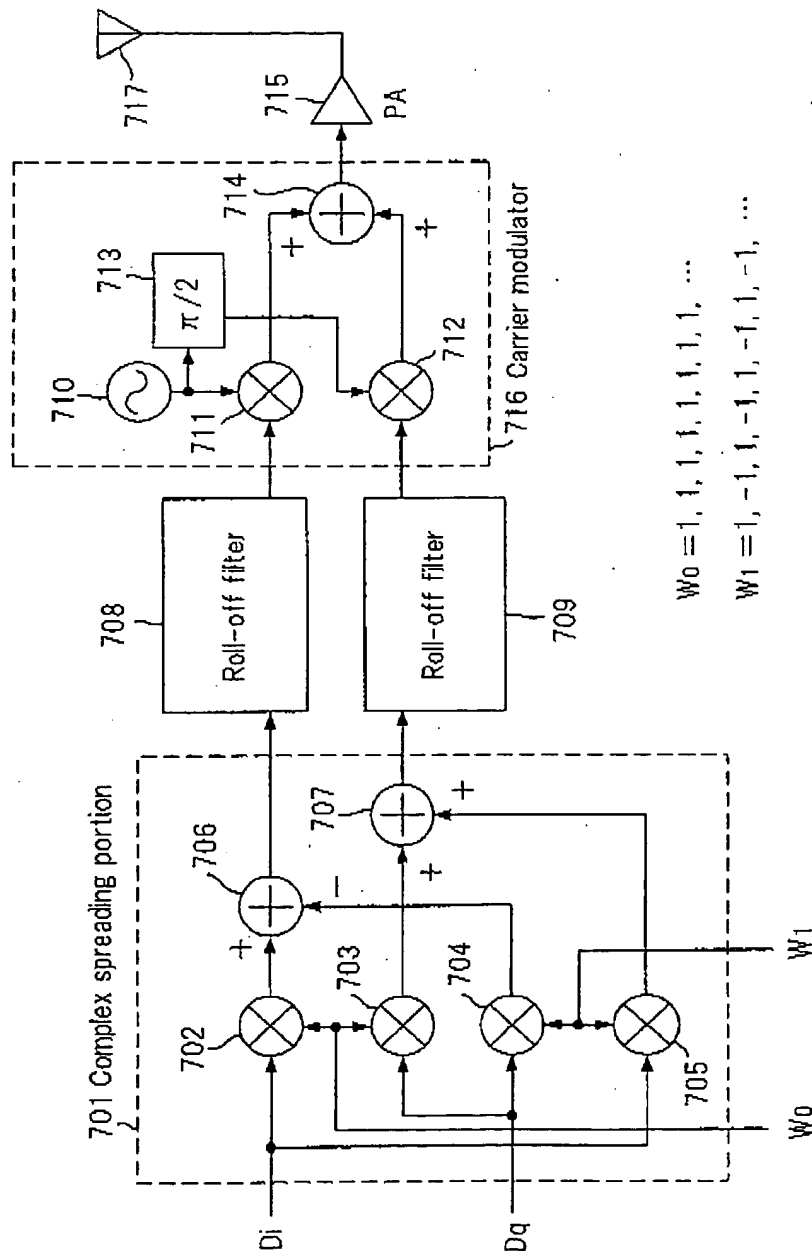 701 Complex spreading portion
Di
Dq
W0
W1
702
703
704
705
706
707
+
−
+
+
708
Roll-off filter
Roll-off filter
709
710
713
π/2
711
712
714
+
+
716 Carrier modulator
715
PA
717
W0 = 1, 1, 1, 1, 1, 1, 1, 1, ...
W1 = 1, -1, 1, -1, 1, -1, 1, -1, ...